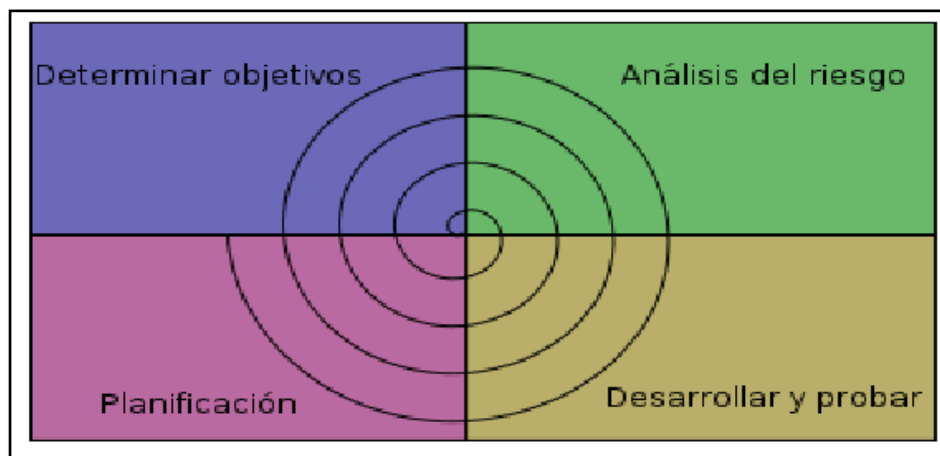 Determinar objetivos
Análisis del riesgo
Planificación
Desarrollar y probar